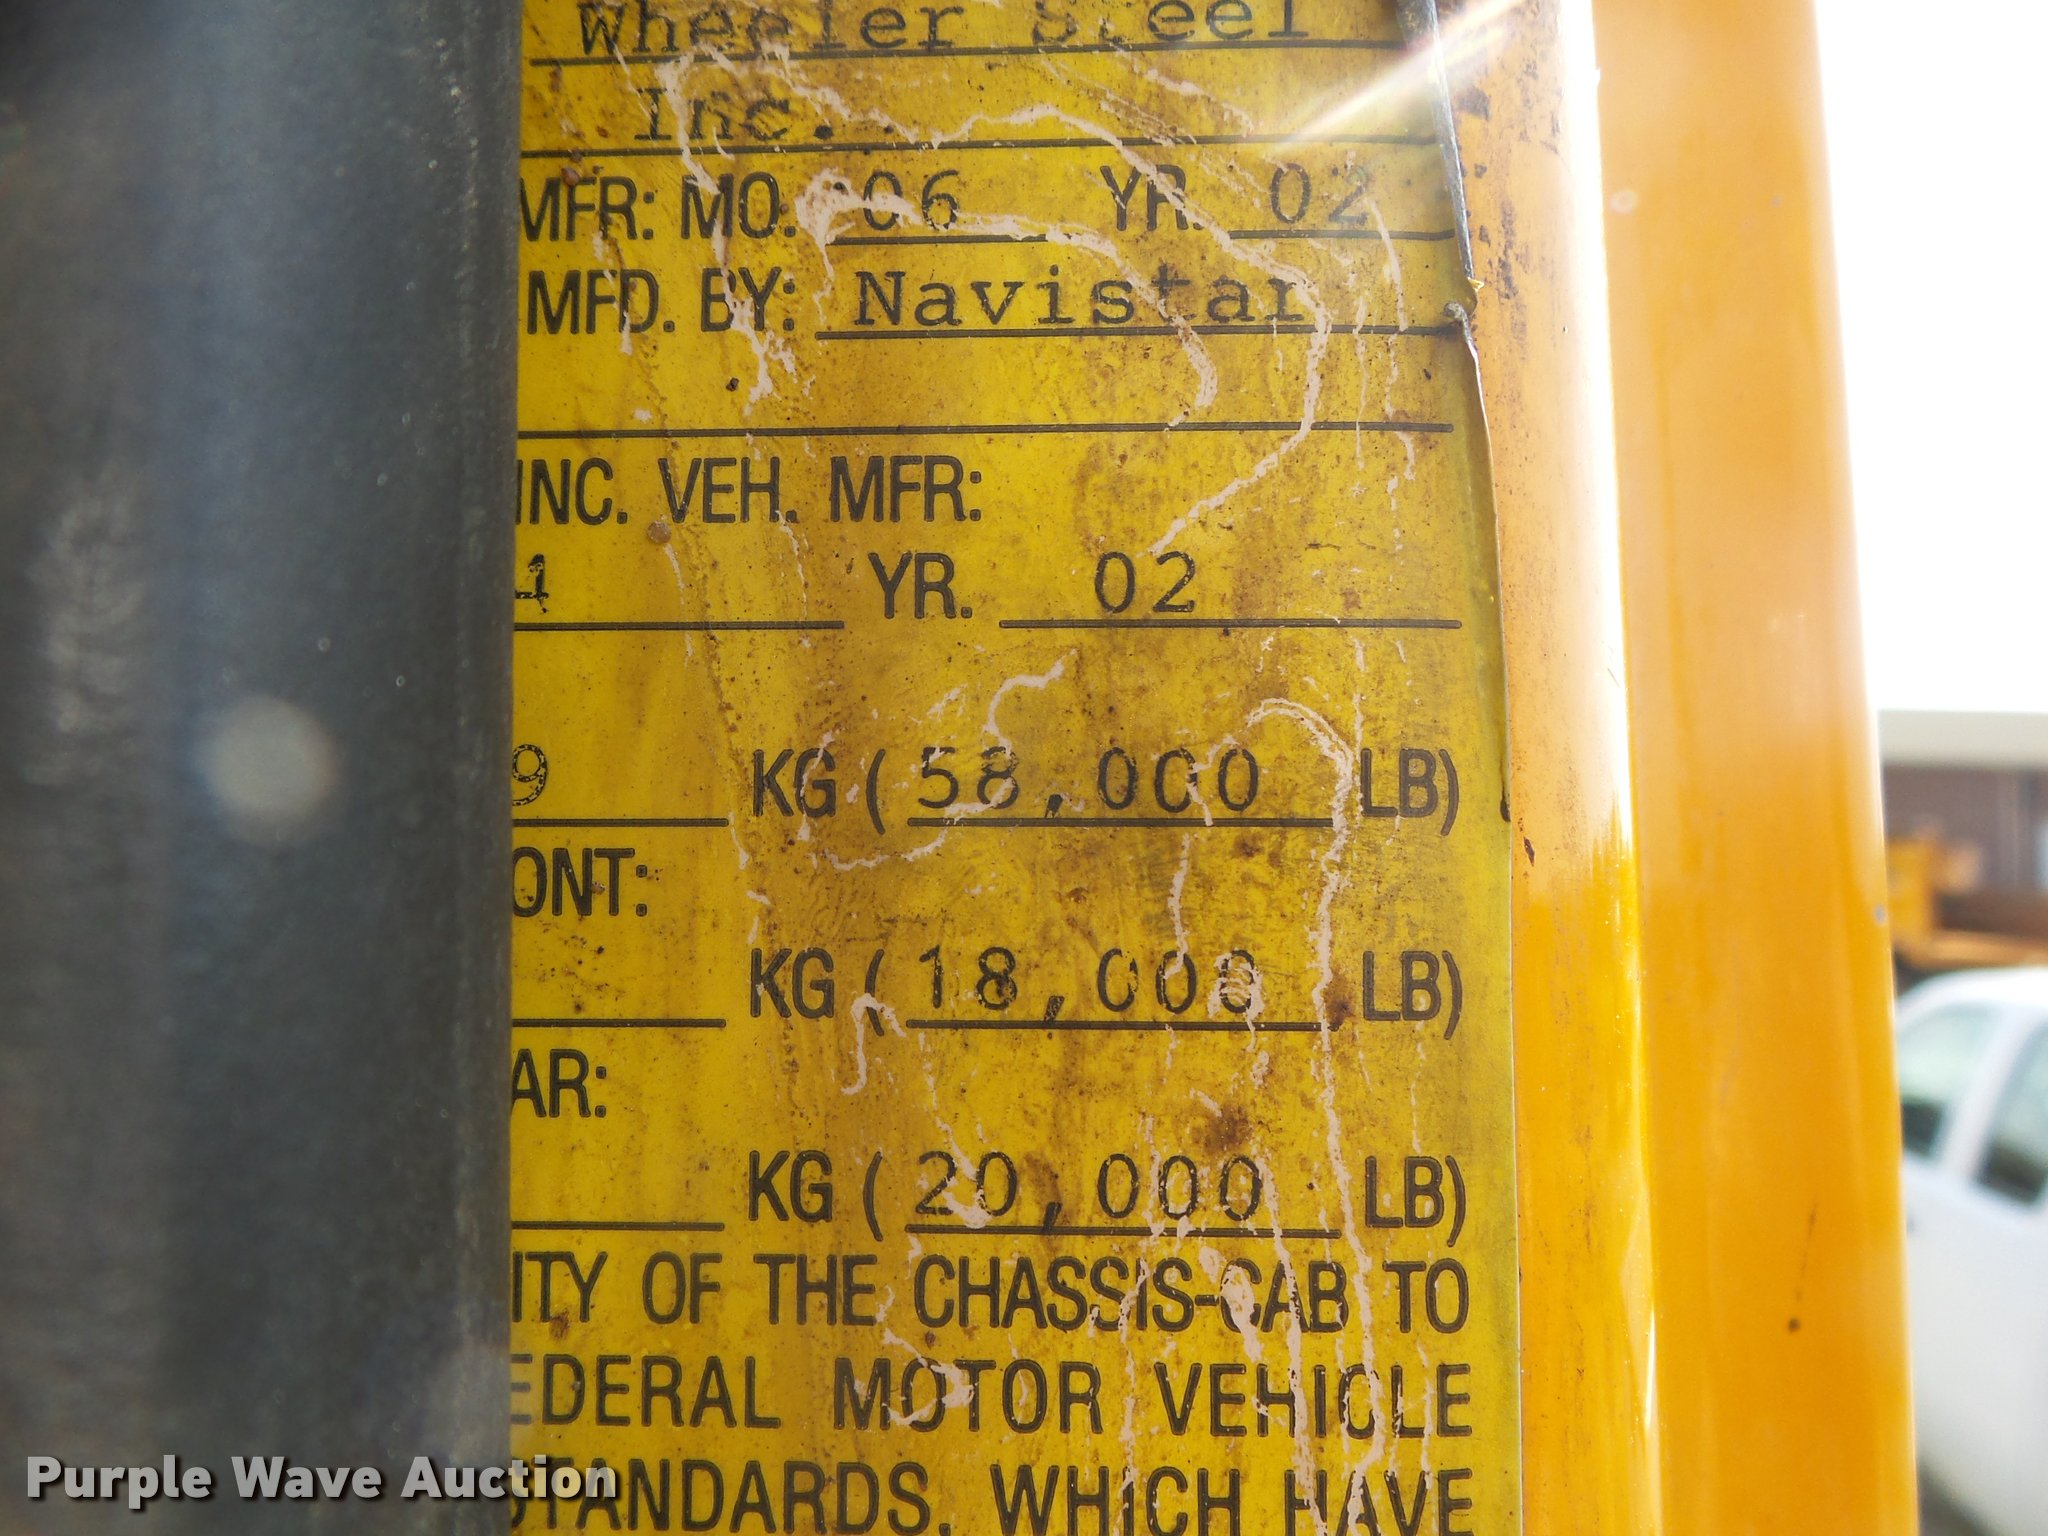 Wheeler Steel
Inc.
MFR: MO. 06 YR. 02
MFD. BY: Navistar
INC. VEH. MFR:
YR. 02
9 KG ( 58,000 LB)
ONT:
KG ( 18,000 LB)
AR:
KG ( 20,000 LB)
ITY OF THE CHASSIS-CAB TO
EDERAL MOTOR VEHICLE
STANDARDS, WHICH HAVE
Purple Wave Auction